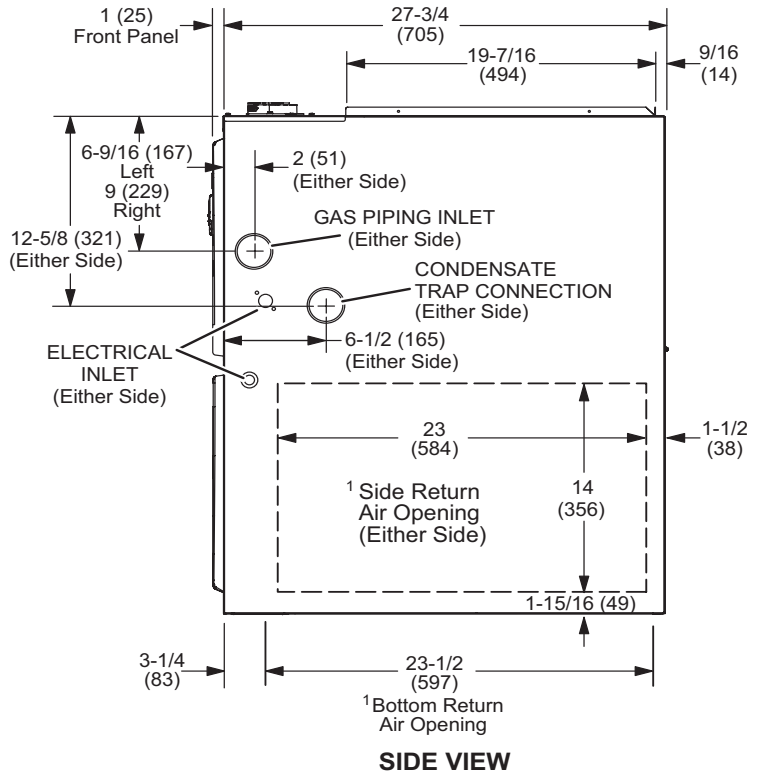 1 (25)
Front Panel
27-3/4
(705)
19-7/16
(494)
9/16
(14)
6-9/16 (167)
Left
9 (229)
Right
2 (51)
(Either Side)
12-5/8 (321)
(Either Side)
GAS PIPING INLET
(Either Side)
CONDENSATE
TRAP CONNECTION
(Either Side)
6-1/2 (165)
(Either Side)
ELECTRICAL
INLET
(Either Side)
23
(584)
1-1/2
(38)
1 Side Return
Air Opening
(Either Side)
14
(356)
1-15/16 (49)
3-1/4
(83)
23-1/2
(597)
1 Bottom Return
Air Opening
SIDE VIEW